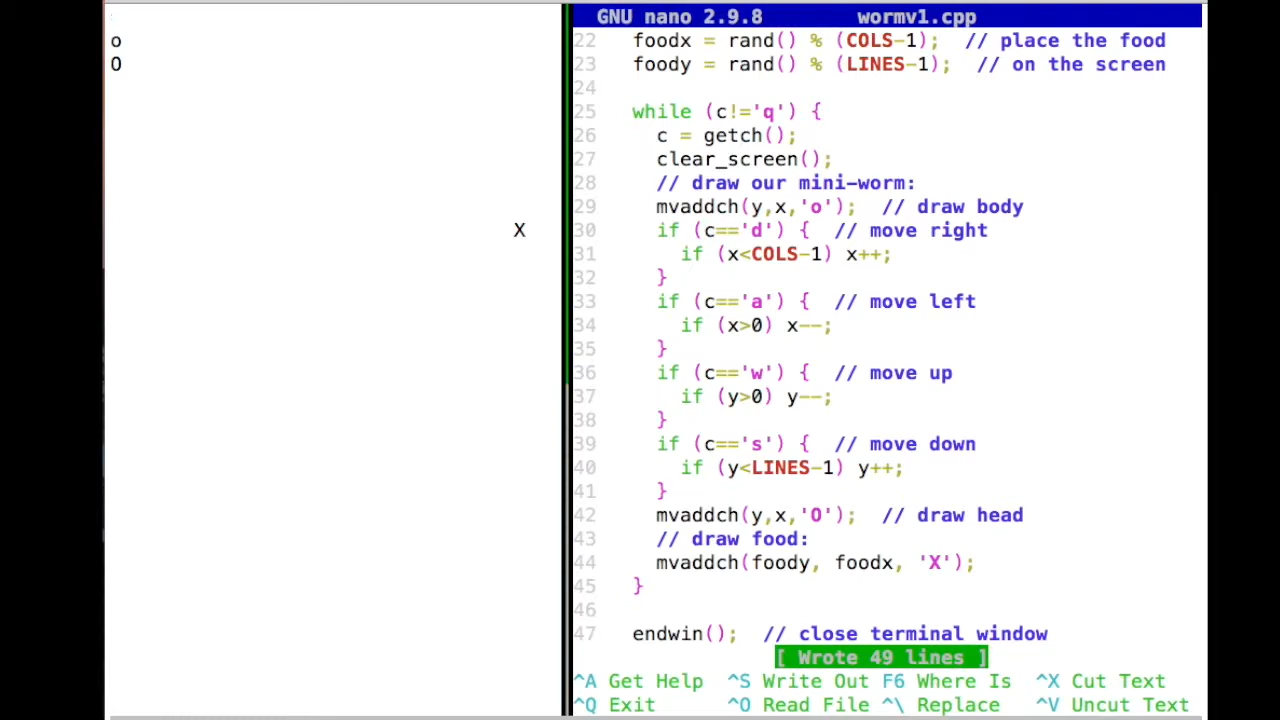 o
O
X
GNU nano 2.9.8 wormv1.cpp
22 foodx = rand() % (COLS-1); // place the food
23 foody = rand() % (LINES-1); // on the screen
24
25 while (c!='q') {
26 c = getch();
27 clear_screen();
28 // draw our mini-worm:
29 mvaddch(y,x,'o'); // draw body
30 if (c=='d') { // move right
31 if (x<COLS-1) x++;
32 }
33 if (c=='a') { // move left
34 if (x>0) x--;
35 }
36 if (c=='w') { // move up
37 if (y>0) y--;
38 }
39 if (c=='s') { // move down
40 if (y<LINES-1) y++;
41 }
42 mvaddch(y,x,'O'); // draw head
43 // draw food:
44 mvaddch(foody, foodx, 'X');
45 }
46
47 endwin(); // close terminal window
[ Wrote 49 lines ]
^A Get Help ^S Write Out F6 Where Is ^X Cut Text
^Q Exit ^O Read File ^\ Replace ^V Uncut Text